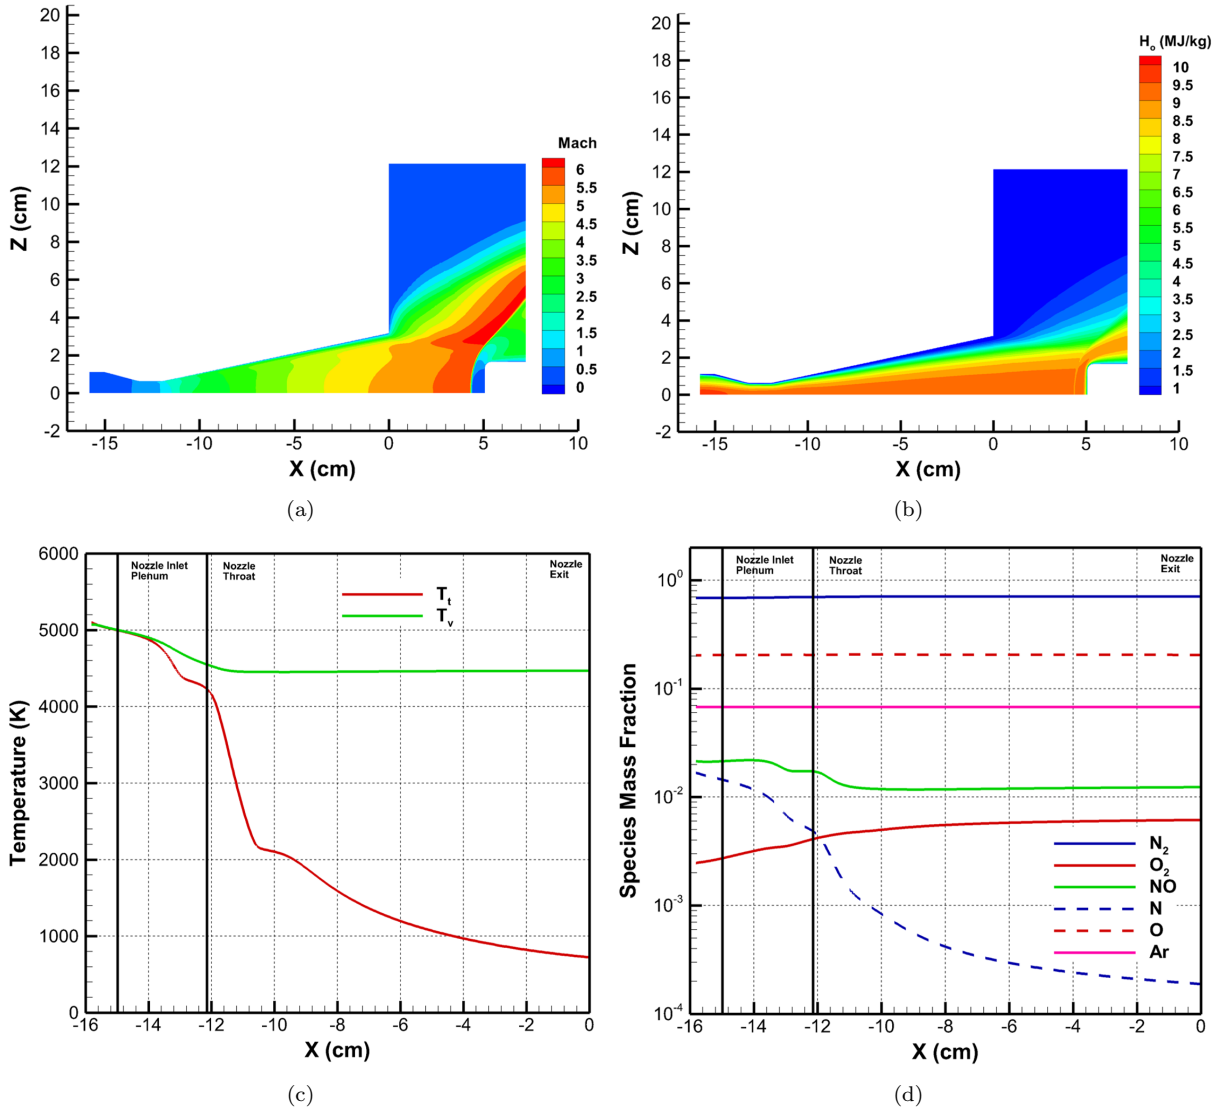 20
18
16
14
12
10
8
6
4
2
0
-2
Z (cm)
-15
-10
-5
0
5
10
X (cm)
Mach
6
5.5
5
4.5
4
3.5
3
2.5
2
1.5
1
0.5
0
(a)
20
18
16
14
12
10
8
6
4
2
0
-2
Z (cm)
-15
-10
-5
0
5
10
X (cm)
Ho (MJ/kg)
10
9
8.5
8
7.5
7
6.5
6
5.5
5
4.5
4
3.5
3
2.5
2
1.5
1
(b)
6000
5000
4000
3000
2000
1000
0
Temperature (K)
-16
-14
-12
-10
-8
-6
-4
-2
0
X (cm)
Nozzle Inlet
Plenum
Nozzle
Throat
Nozzle
Exit
Tt
Tv
(c)
10^0
10^-1
10^-2
10^-3
10^-4
Species Mass Fraction
-16
-14
-12
-10
-8
-6
-4
-2
0
X (cm)
Nozzle Inlet
Plenum
Nozzle
Throat
Nozzle
Exit
N2
O2
NO
N
O
Ar
(d)